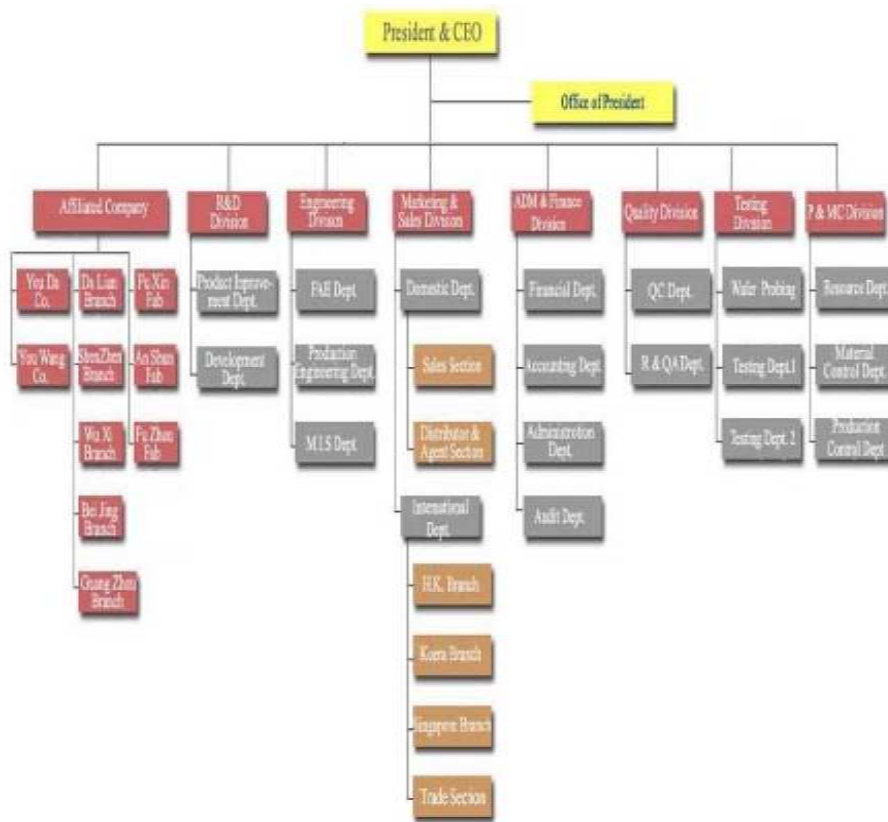 President & CEO
Office of President
Affiliated Company
R&D
Division
Engineering
Division
Marketing &
Sales Division
ADM & Finance
Division
Quality Division
Testing
Division
P & MC Division
You Da
Co.
Da Lian
Branch
Fu Xin
Fab
Product Inprove-
ment Dept.
FAE Dept.
Domestic Dept.
Financial Dept.
QC Dept.
Wafer Probing
Resource Dept.
You Wang
Co.
ShenZhen
Branch
An Shun
Fab
Development
Dept.
Production
Engineering Dept.
Sales Section
Accounting Dept.
R & QA Dept.
Testing Dept.1
Material
Control Dept.
Wu Xi
Branch
Fu Zhou
Fab
M.I.S Dept.
Distributor &
Agent Section
Administrotion
Dept.
Testing Dept. 2
Production
Control Dept
Bei Jing
Branch
International
Dept.
Audit Dept.
Guang Zhou
Branch
H.K. Branch
Koera Branch
Singapore Branch
Trade Section